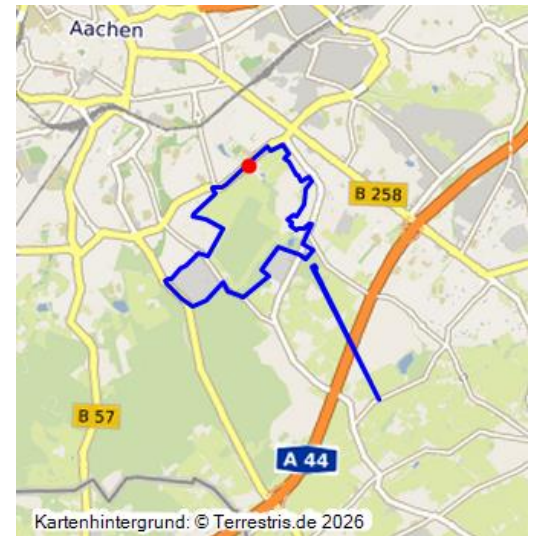 Aachen
B 258
B 57
A 44
Kartenhintergrund: © Terrestris.de 2026